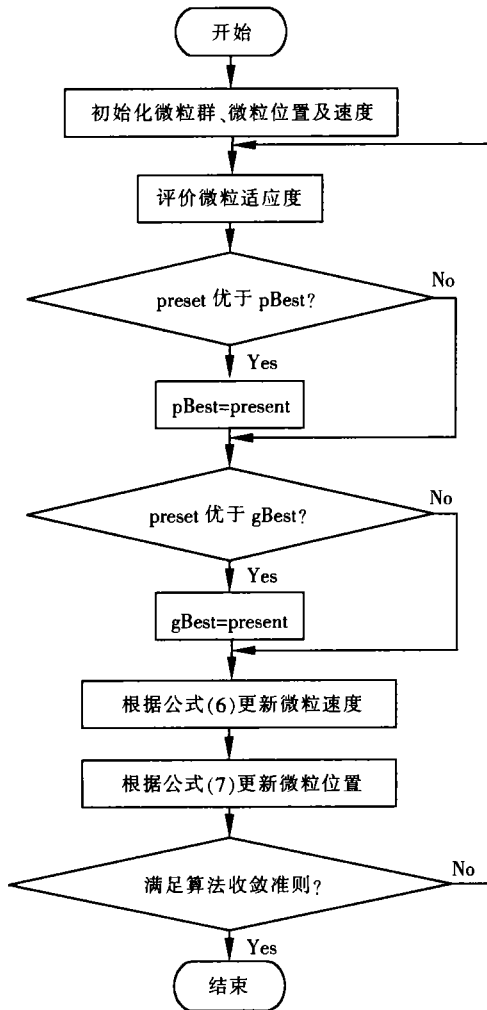 开始
初始化微粒群、微粒位置及速度
评价微粒适应度
preset 优于 pBest?
No
Yes
pBest=present
preset 优于 gBest?
No
Yes
gBest=present
根据公式(6)更新微粒速度
根据公式(7)更新微粒位置
满足算法收敛准则?
No
Yes
结束